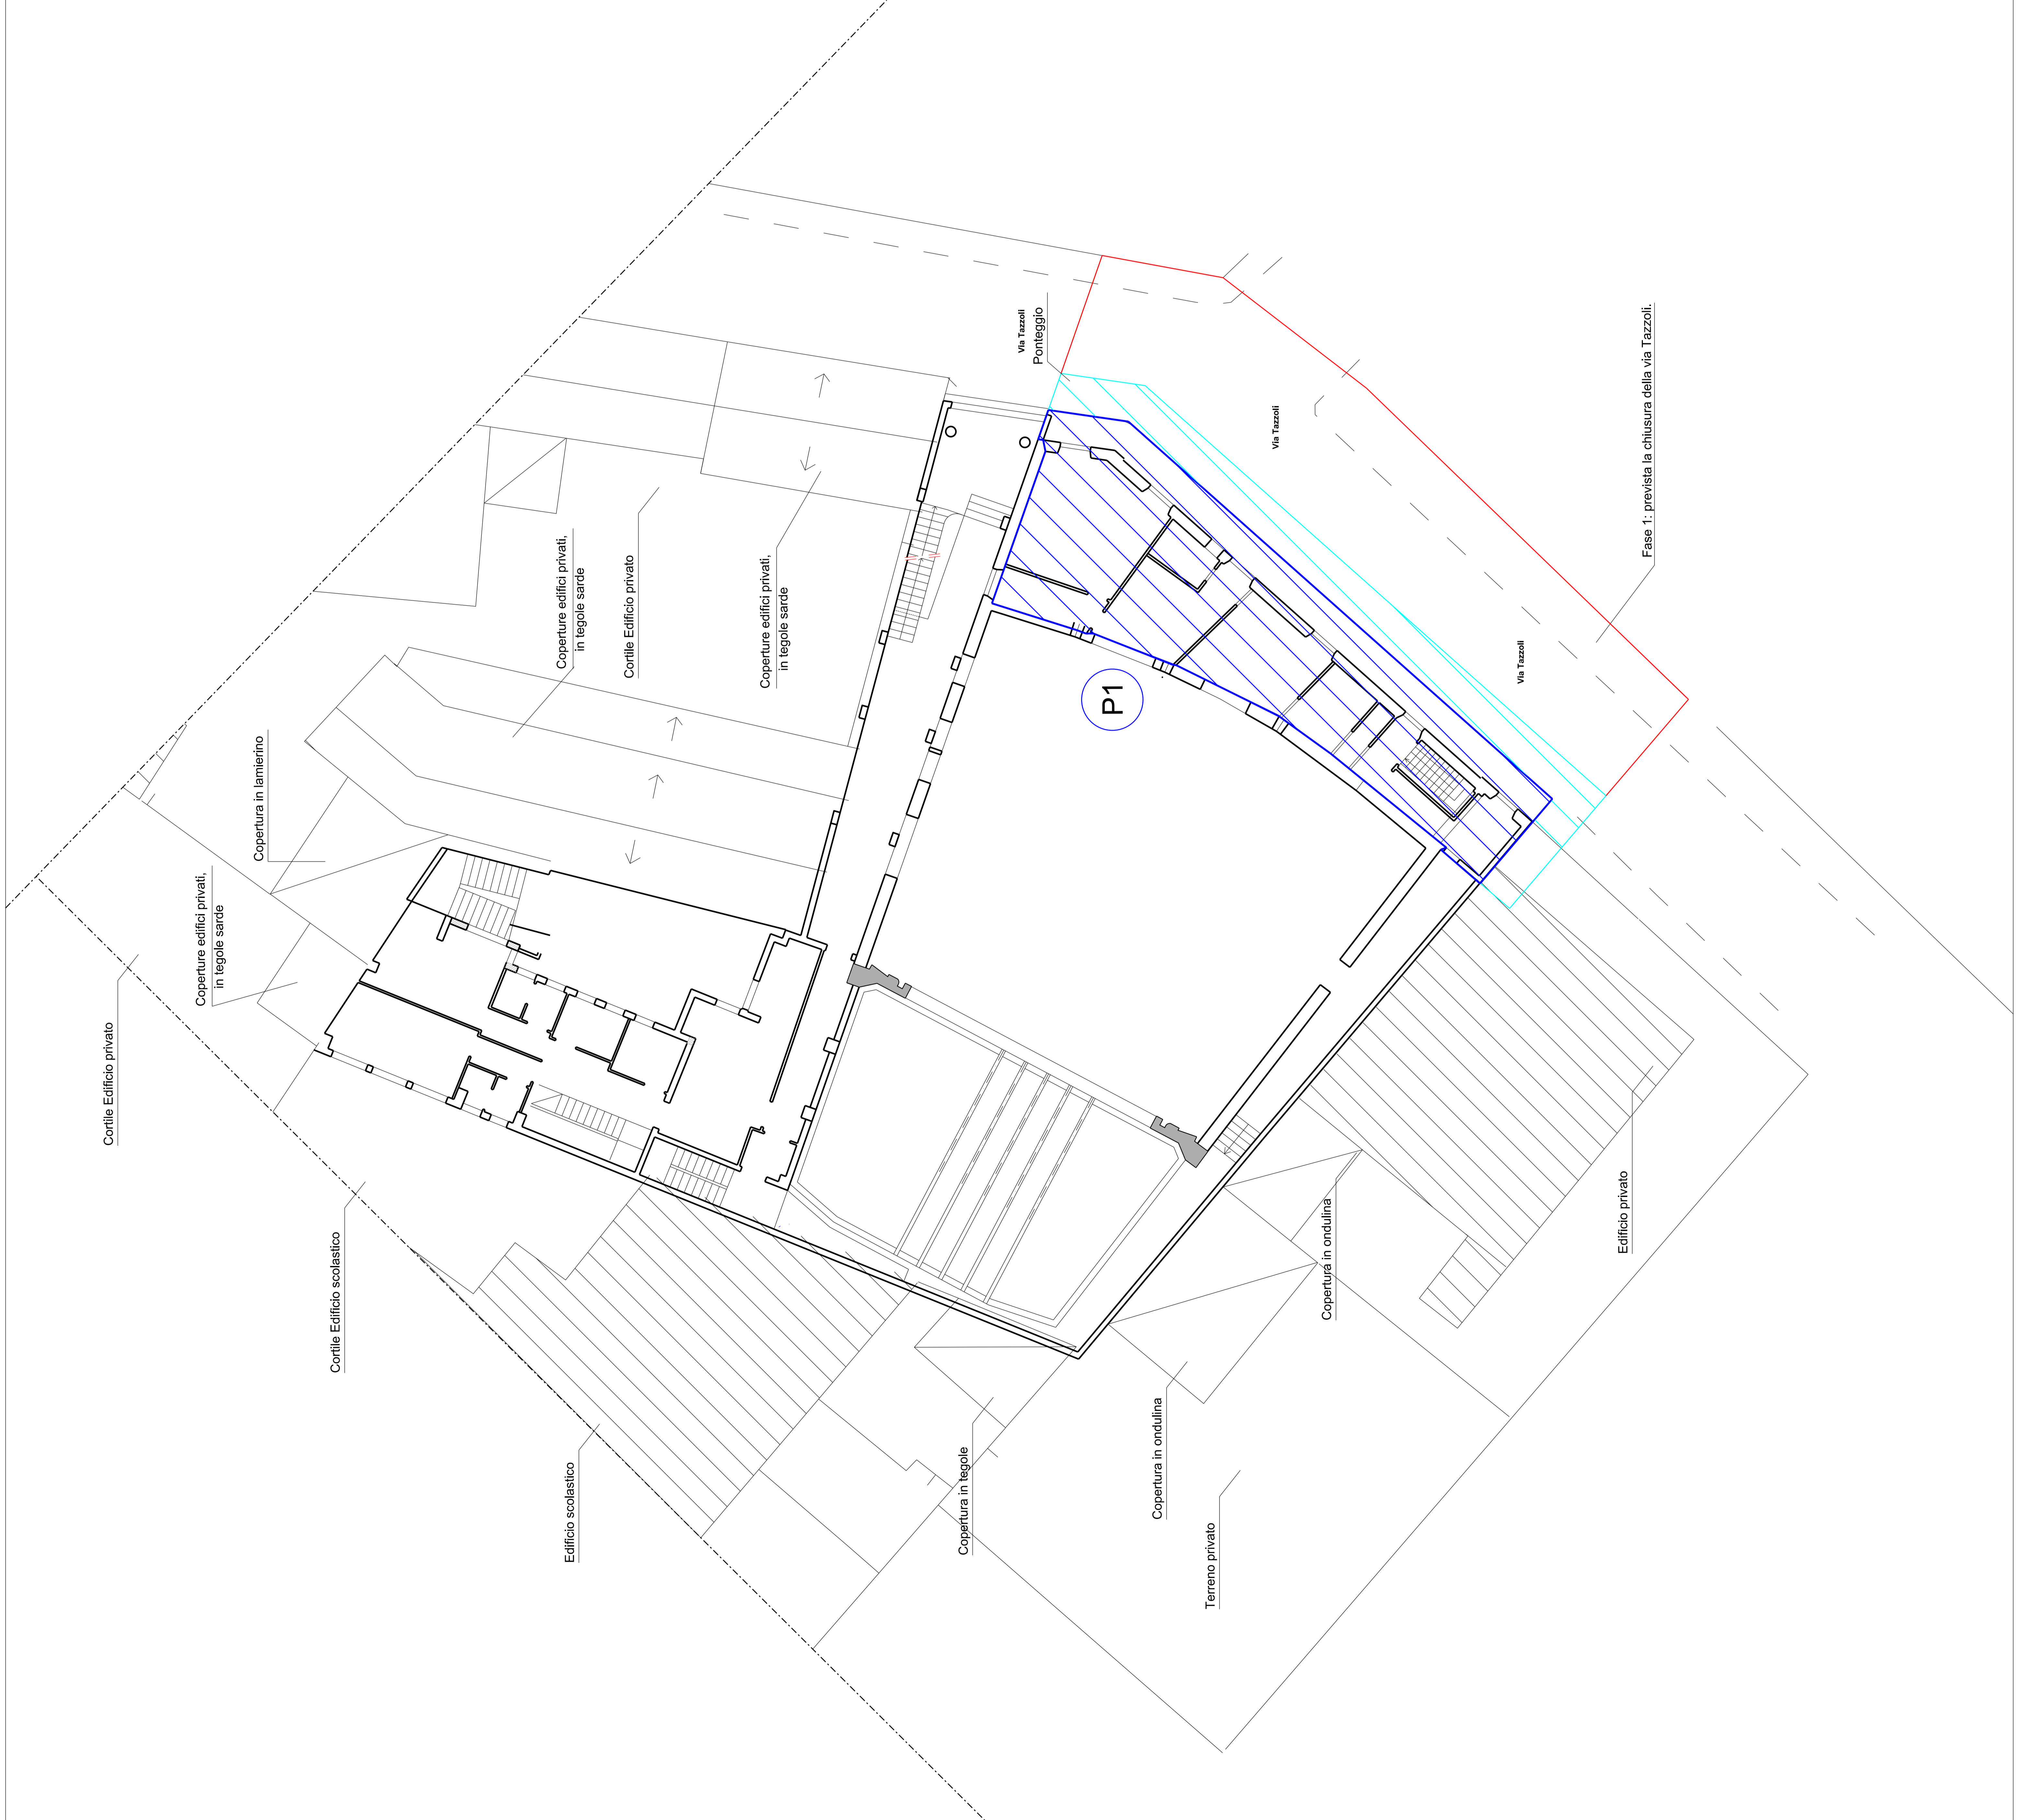 Cortile Edificio privato
Coperture edifici privati,
in tegole sarde
Copertura in lamierino
Cortile Edificio scolastico
Edificio scolastico
Coperture edifici privati,
in tegole sarde
Cortile Edificio privato
Coperture edifici privati,
in tegole sarde
Copertura in tegole
Via Tazzoli
Ponteggio
P1
Copertura in ondulina
Terreno privato
Via Tazzoli
Copertura in ondulina
Via Tazzoli
Edificio privato
Fase 1: prevista la chiusura della via Tazzoli.